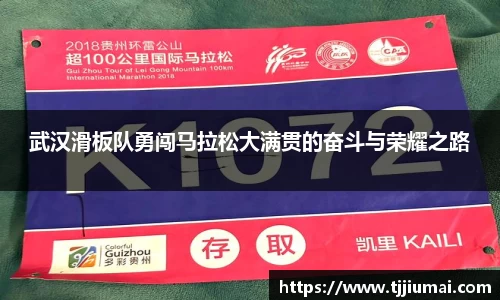 2018贵州环雷公山
超100公里国际马拉松
Gui Zhou Tour of Lei Gong Mountain 100km
International Marathon 2018
武汉滑板队勇闯马拉松大满贯的奋斗与荣耀之路
K1072
Colorful
Guizhou
多彩贵州
存 取
凯里 KAILI
https://www.tjjiumai.com